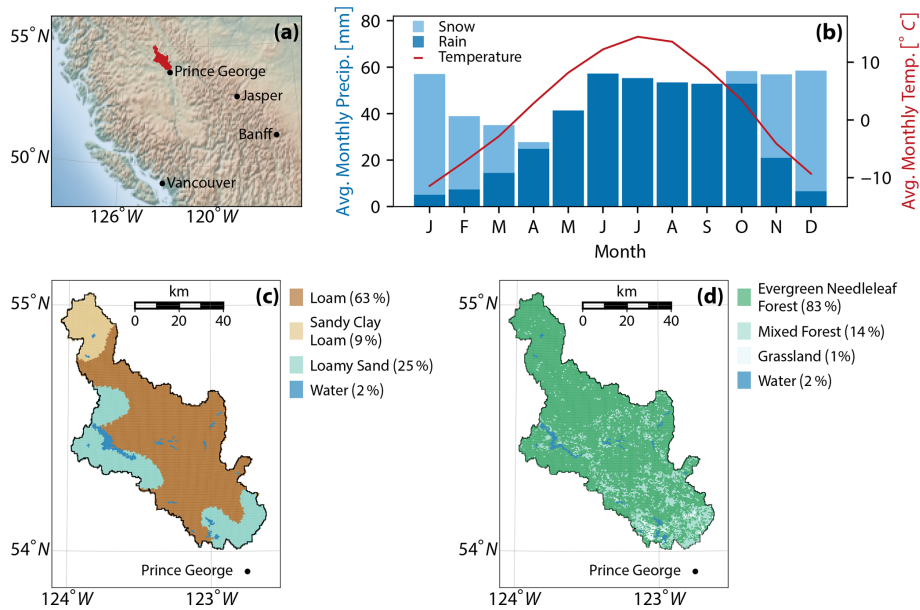 (a)
55°N
50°N
Prince George
Jasper
Banff
Vancouver
126°W
120°W
(b)
Snow
Rain
Temperature
Avg. Monthly Precip. [mm]
80
60
40
20
0
Avg. Monthly Temp. [° C]
10
0
−10
J F M A M J J A S O N D
Month
(c)
55°N
54°N
km
0 20 40
Prince George
124°W
123°W
Loam (63 %)
Sandy Clay
Loam (9 %)
Loamy Sand (25 %)
Water (2 %)
(d)
55°N
54°N
km
0 20 40
Prince George
124°W
123°W
Evergreen Needleleaf
Forest (83 %)
Mixed Forest (14 %)
Grassland (1%)
Water (2 %)